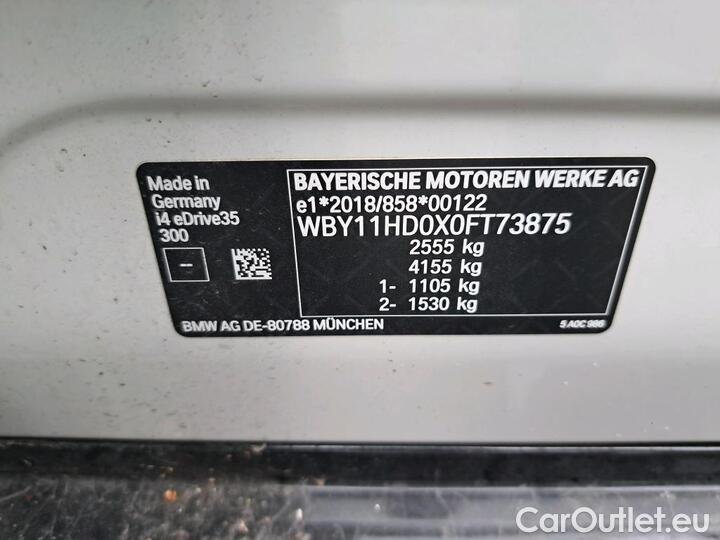 Made in
Germany
i4 eDrive35
300
BAYERISCHE MOTOREN WERKE AG
e1*2018/858*00122
WBY11HD0X0FT73875
2555 kg
4155 kg
1- 1105 kg
2- 1530 kg
--
BMW AG DE-80788 MÜNCHEN
5 A0C 986
CarOutlet.eu